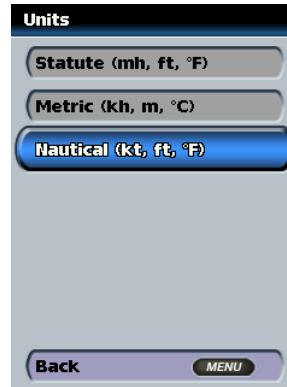 Units
Statute (mh, ft, °F)
Metric (kh, m, °C)
Nautical (kt, ft, °F)
Back MENU